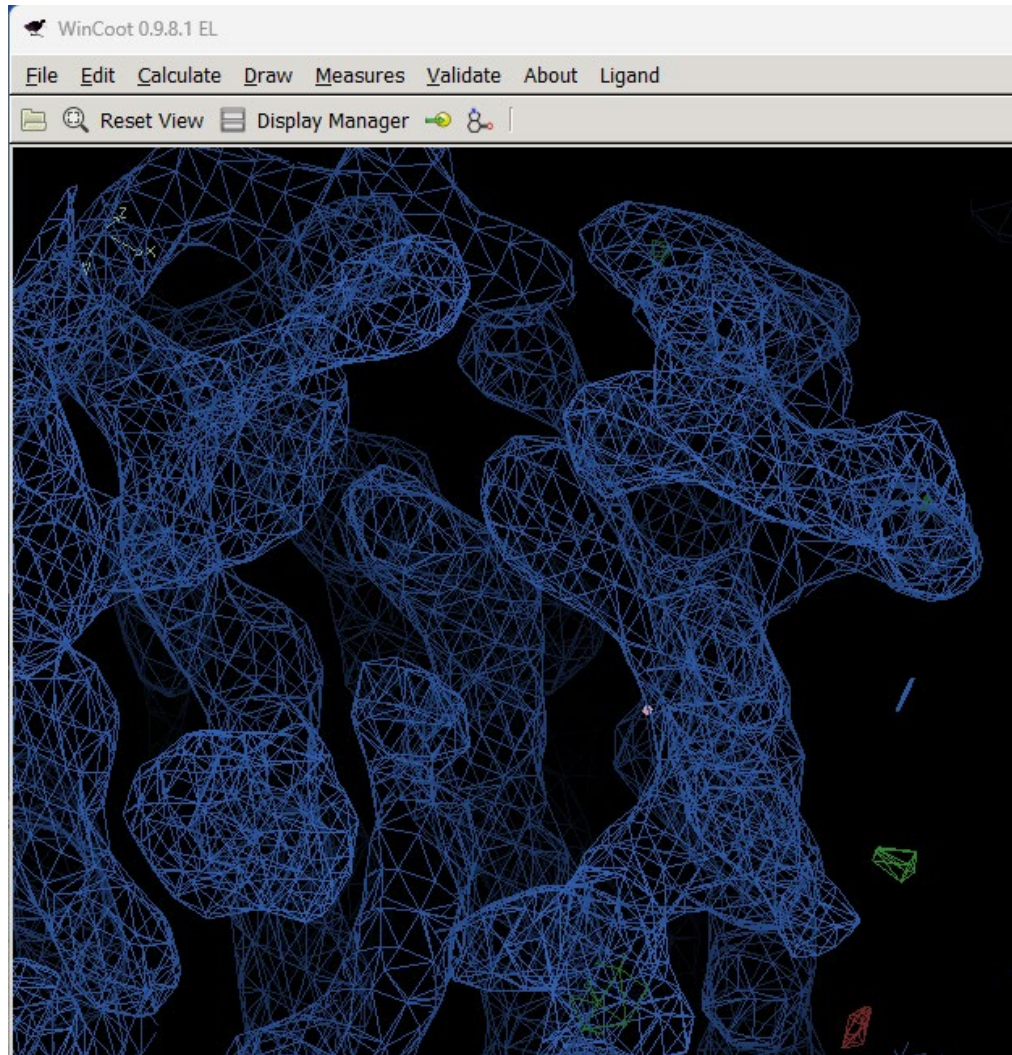 WinCoot 0.9.8.1 EL
File Edit Calculate Draw Measures Validate About Ligand
Reset View Display Manager
Z
X
Y